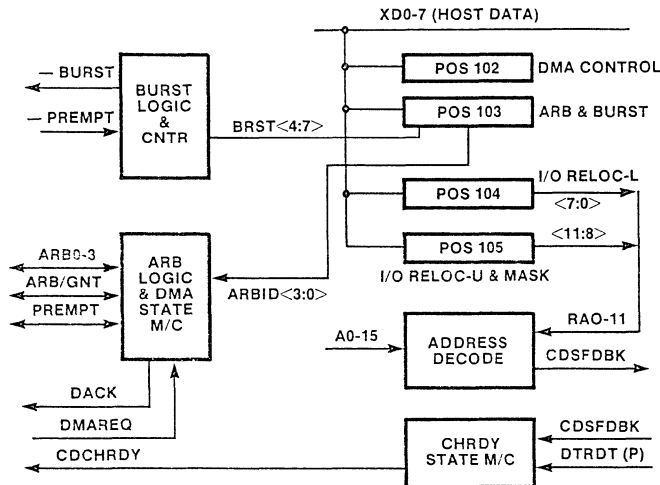 XD0-7 (HOST DATA)
— BURST
— PREMPT
BURST
LOGIC
&
CNTR
BRST<4:7>
POS 102
DMA CONTROL
POS 103
ARB & BURST
POS 104
I/O RELOC-L
<7:0>
POS 105
<11:8>
I/O RELOC-U & MASK
ARB0-3
ARB/GNT
PREMPT
ARB
LOGIC
& DMA
STATE
M/C
ARBID<3:0>
A0-15
ADDRESS
DECODE
RAO-11
CDSFDBK
DACK
DMAREQ
CDCHRDY
CHRDY
STATE M/C
CDSFDBK
DTRDT (P)